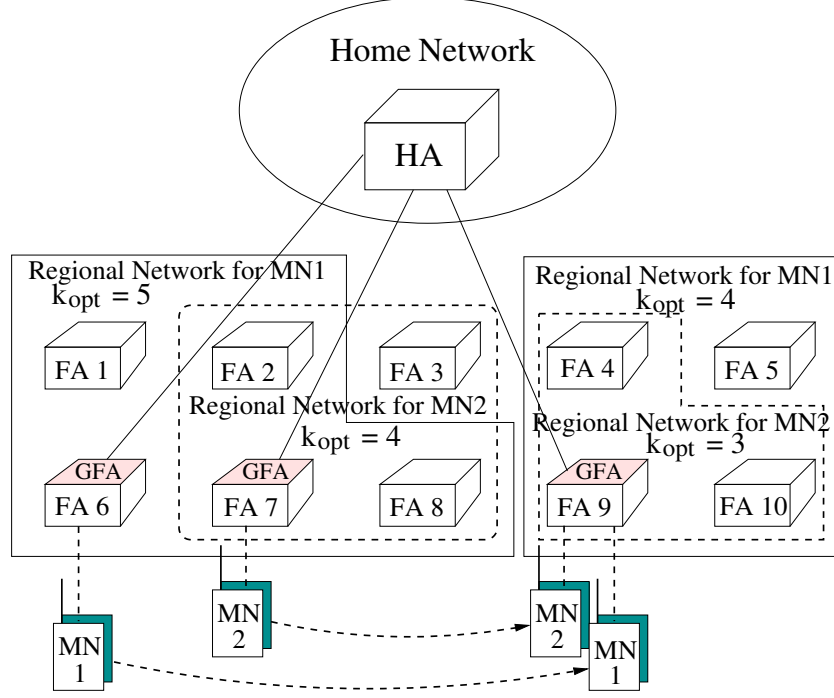 Home Network
HA
Regional Network for MN1
kopt = 5
FA 1
FA 2
FA 3
Regional Network for MN2
kopt = 4
GFA
FA 6
GFA
FA 7
FA 8
Regional Network for MN1
kopt = 4
FA 4
FA 5
Regional Network for MN2
kopt = 3
GFA
FA 9
FA 10
MN
2
MN
2
MN
1
MN
1